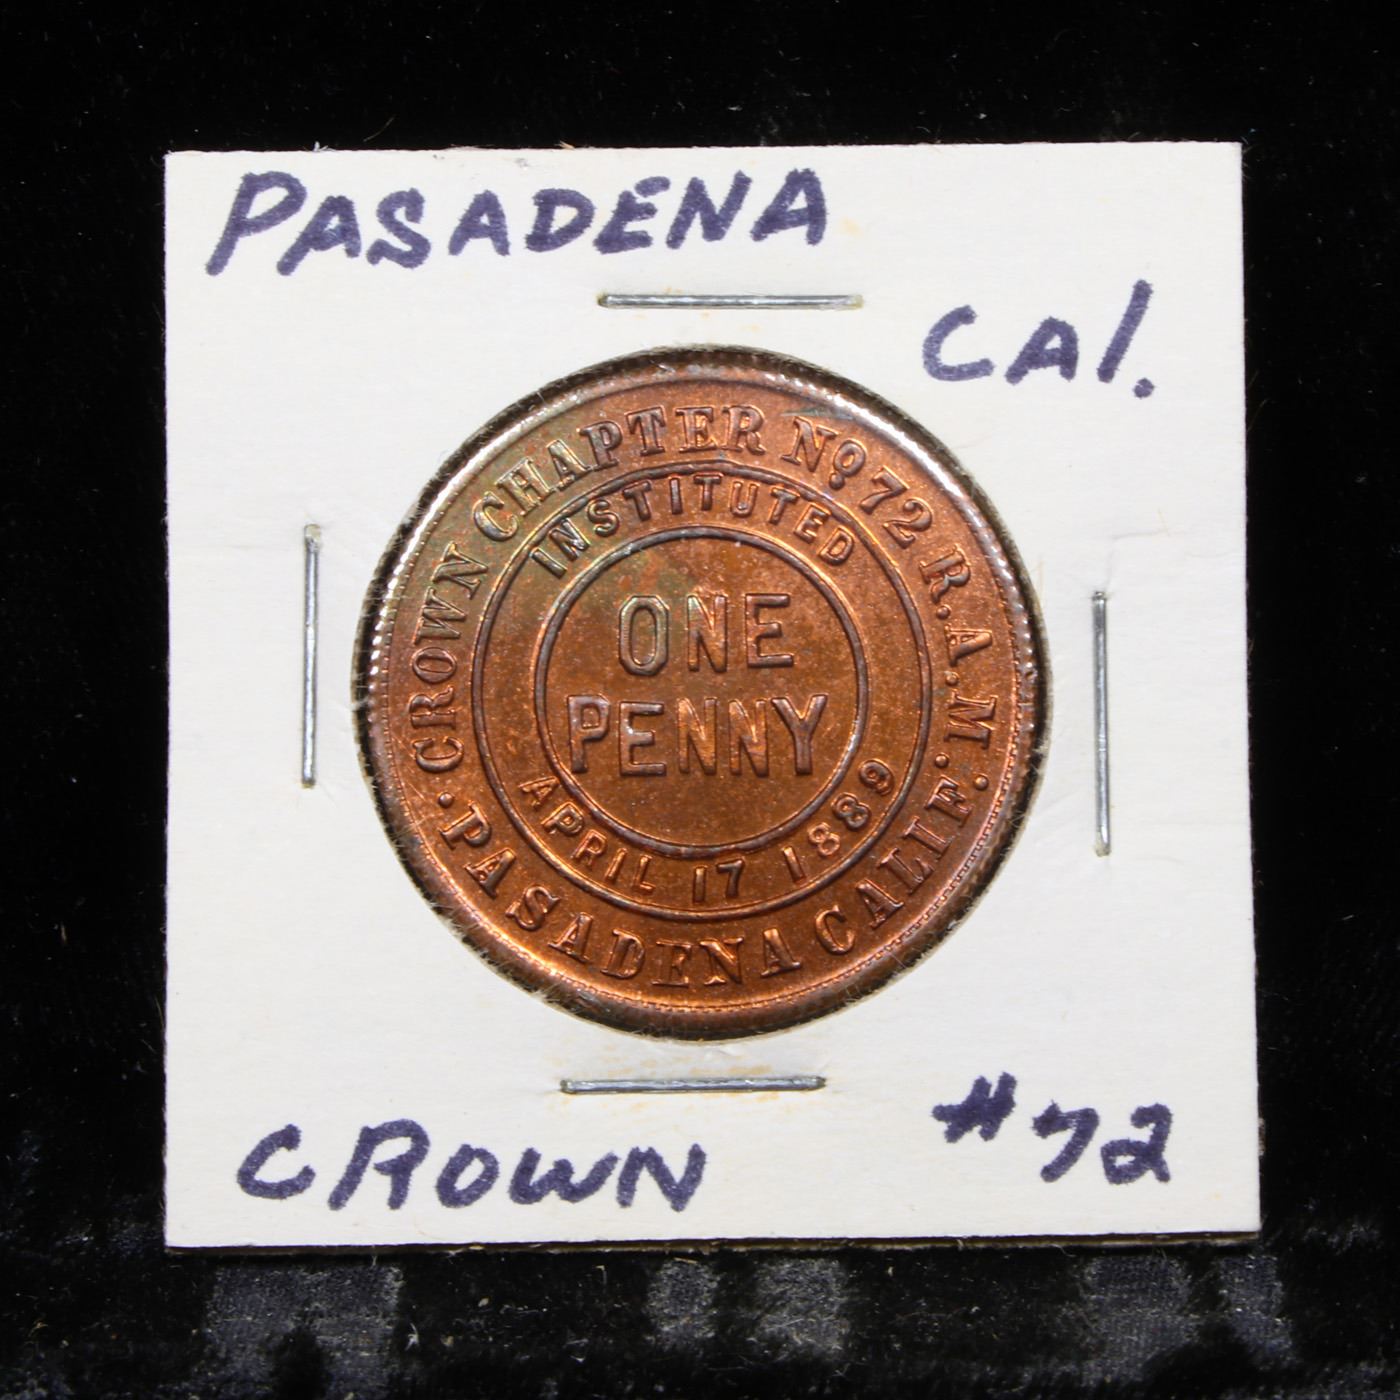 PASADENA
CAl.
CROWN CHAPTER No 72 R.A.M.
INSTITUTED
ONE
PENNY
APRIL 17 1889
· PASADENA CALIF. ·
CROWN
#72